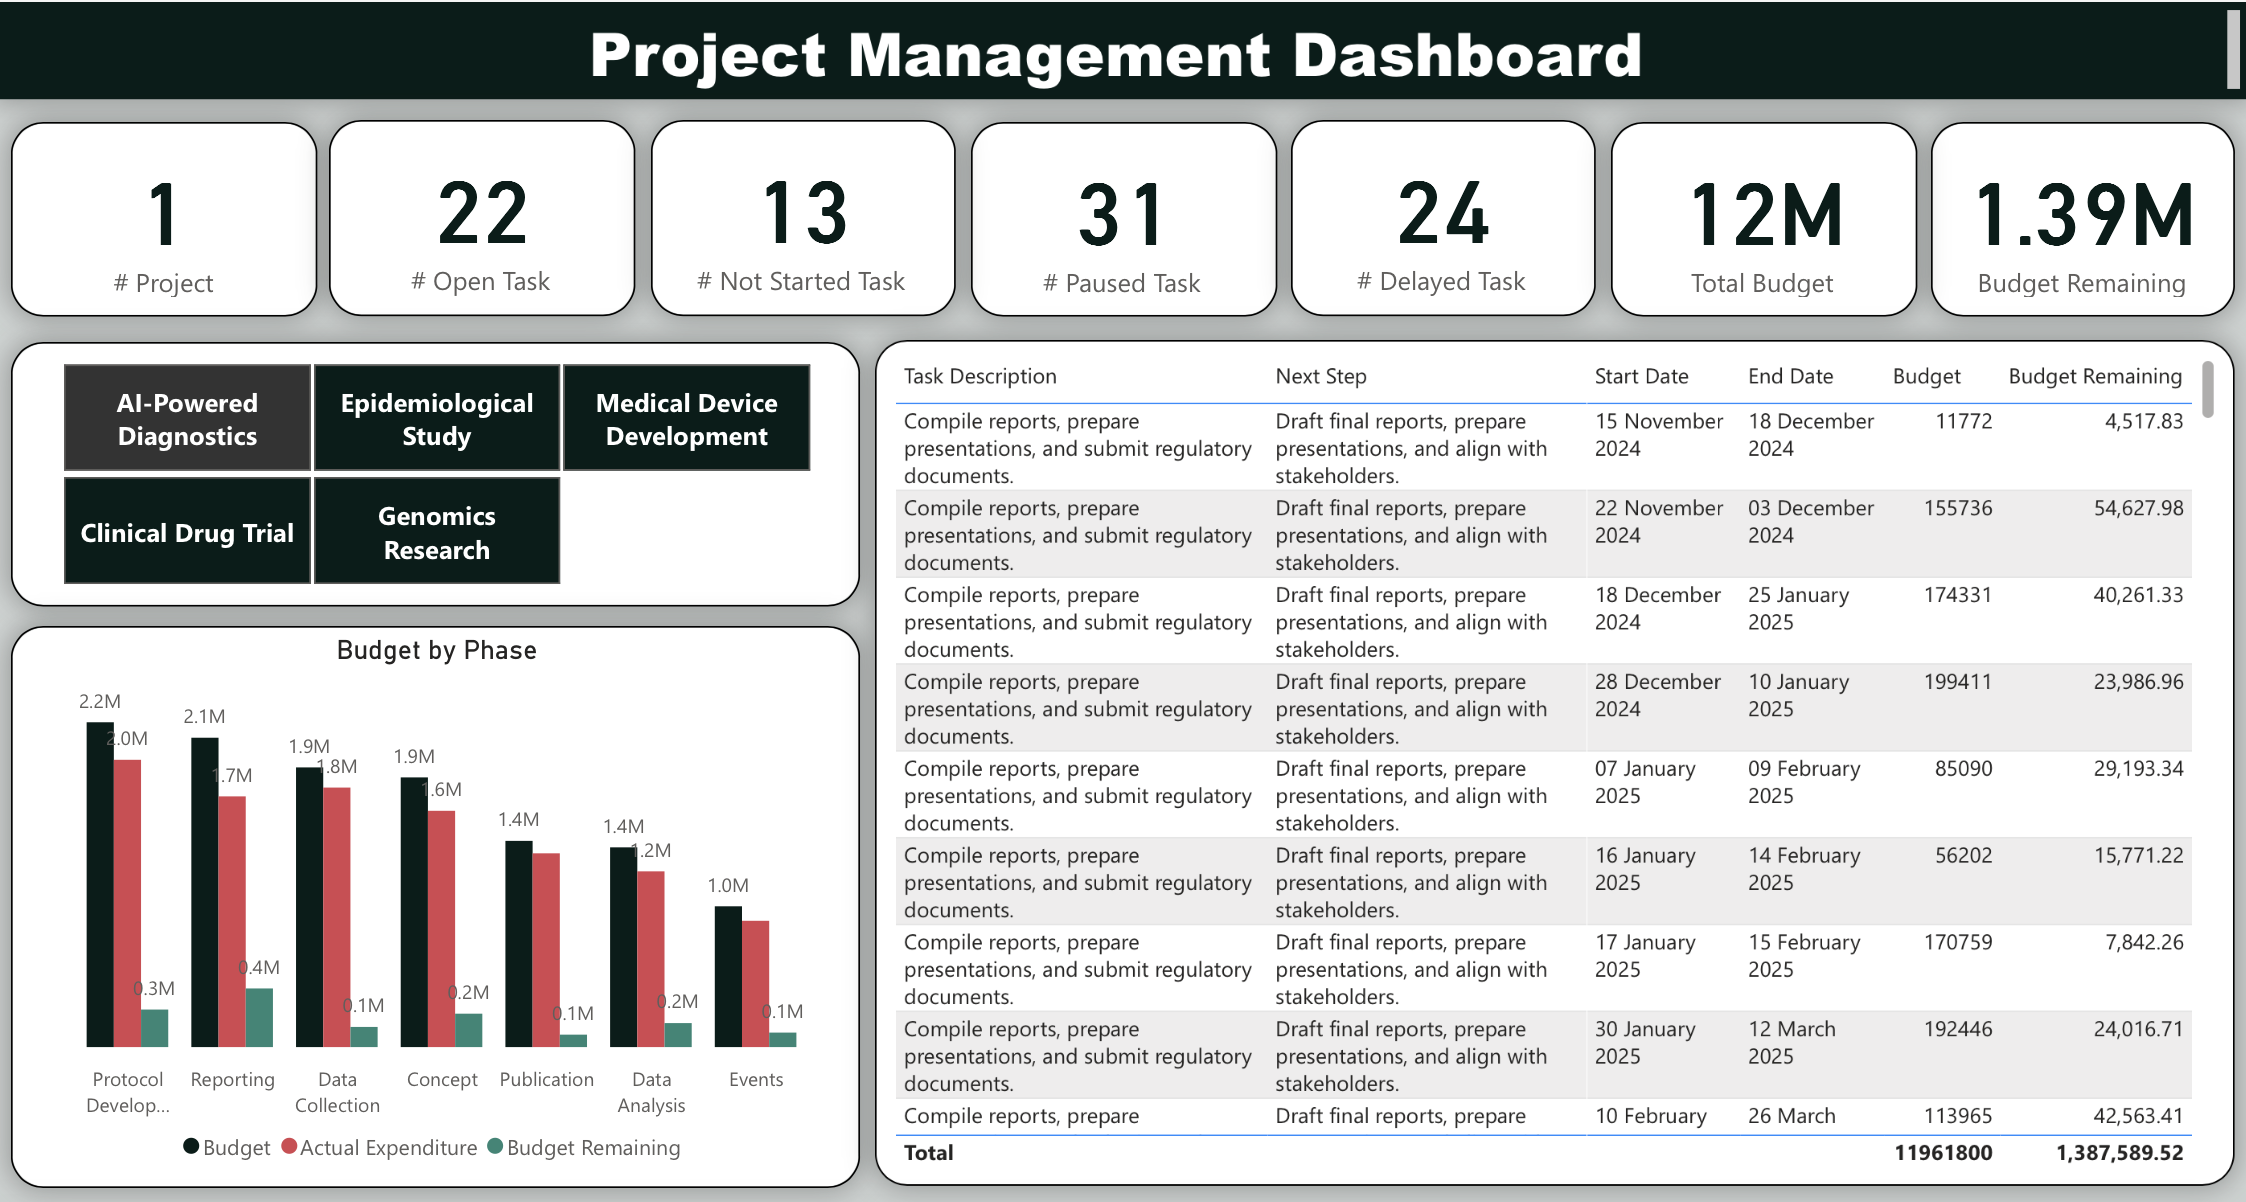 Project Management Dashboard
1
# Project
22
# Open Task
13
# Not Started Task
31
# Paused Task
24
# Delayed Task
12M
Total Budget
1.39M
Budget Remaining
AI-Powered
Diagnostics
Epidemiological
Study
Medical Device
Development
Clinical Drug Trial
Genomics
Research
Budget by Phase
2.2M
2.0M
0.3M
2.1M
1.7M
0.4M
1.9M
1.8M
0.1M
1.9M
1.6M
0.2M
1.4M
0.1M
1.4M
1.2M
0.2M
1.0M
0.1M
Protocol
Develop...
Reporting
Data
Collection
Concept
Publication
Data
Analysis
Events
Budget Actual Expenditure Budget Remaining
Task Description Next Step Start Date End Date Budget Budget Remaining
Compile reports, prepare Draft final reports, prepare 15 November 18 December 11772 4,517.83
presentations, and submit regulatory presentations, and align with 2024 2024
documents. stakeholders.
Compile reports, prepare Draft final reports, prepare 22 November 03 December 155736 54,627.98
presentations, and submit regulatory presentations, and align with 2024 2024
documents. stakeholders.
Compile reports, prepare Draft final reports, prepare 18 December 25 January 174331 40,261.33
presentations, and submit regulatory presentations, and align with 2024 2025
documents. stakeholders.
Compile reports, prepare Draft final reports, prepare 28 December 10 January 199411 23,986.96
presentations, and submit regulatory presentations, and align with 2024 2025
documents. stakeholders.
Compile reports, prepare Draft final reports, prepare 07 January 09 February 85090 29,193.34
presentations, and submit regulatory presentations, and align with 2025 2025
documents. stakeholders.
Compile reports, prepare Draft final reports, prepare 16 January 14 February 56202 15,771.22
presentations, and submit regulatory presentations, and align with 2025 2025
documents. stakeholders.
Compile reports, prepare Draft final reports, prepare 17 January 15 February 170759 7,842.26
presentations, and submit regulatory presentations, and align with 2025 2025
documents. stakeholders.
Compile reports, prepare Draft final reports, prepare 30 January 12 March 192446 24,016.71
presentations, and submit regulatory presentations, and align with 2025 2025
documents. stakeholders.
Compile reports, prepare Draft final reports, prepare 10 February 26 March 113965 42,563.41
Total 11961800 1,387,589.52